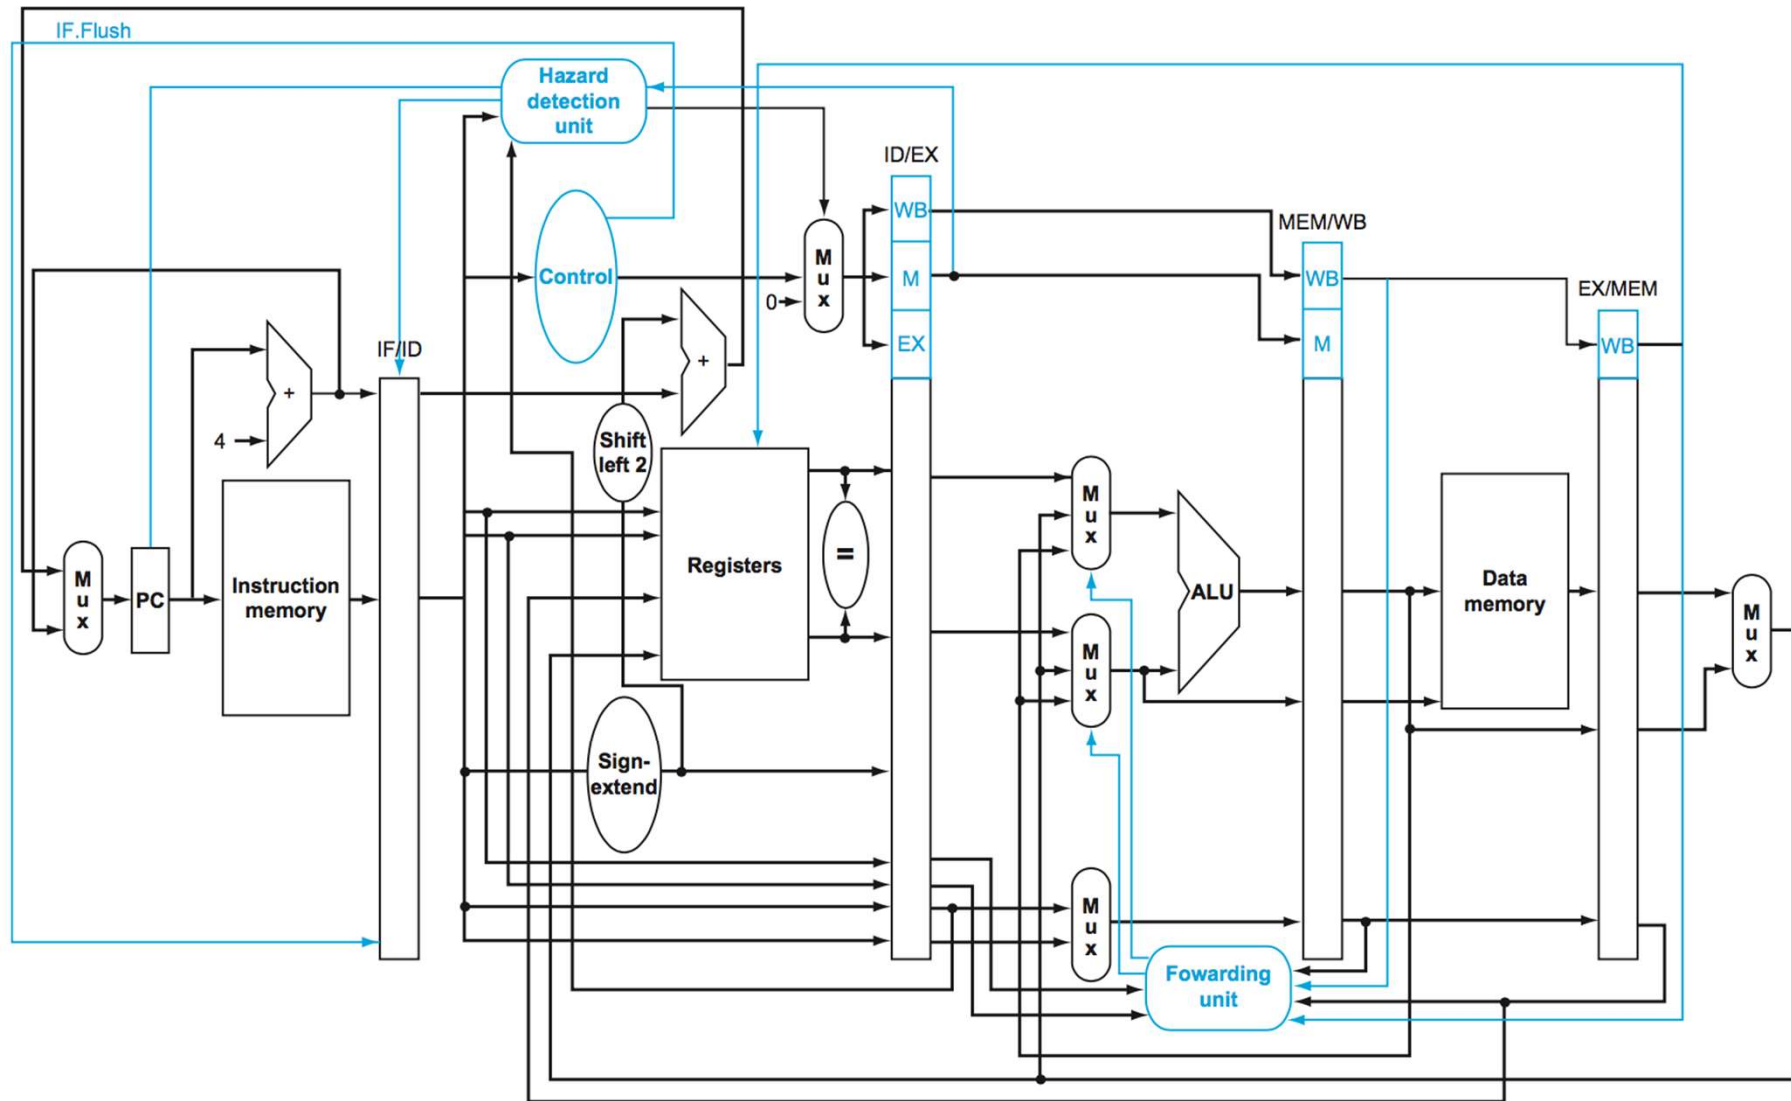 IF.Flush
Hazard
detection
unit
ID/EX
WB
MEM/WB
Control
M
u
x
M
WB
EX/MEM
0
IF/ID
+
EX
M
WB
+
4
Shift
left 2
M
u
x
M
u
x
PC
Instruction
memory
Registers
=
ALU
Data
memory
M
u
x
M
u
x
Sign-
extend
M
u
x
Fowarding
unit